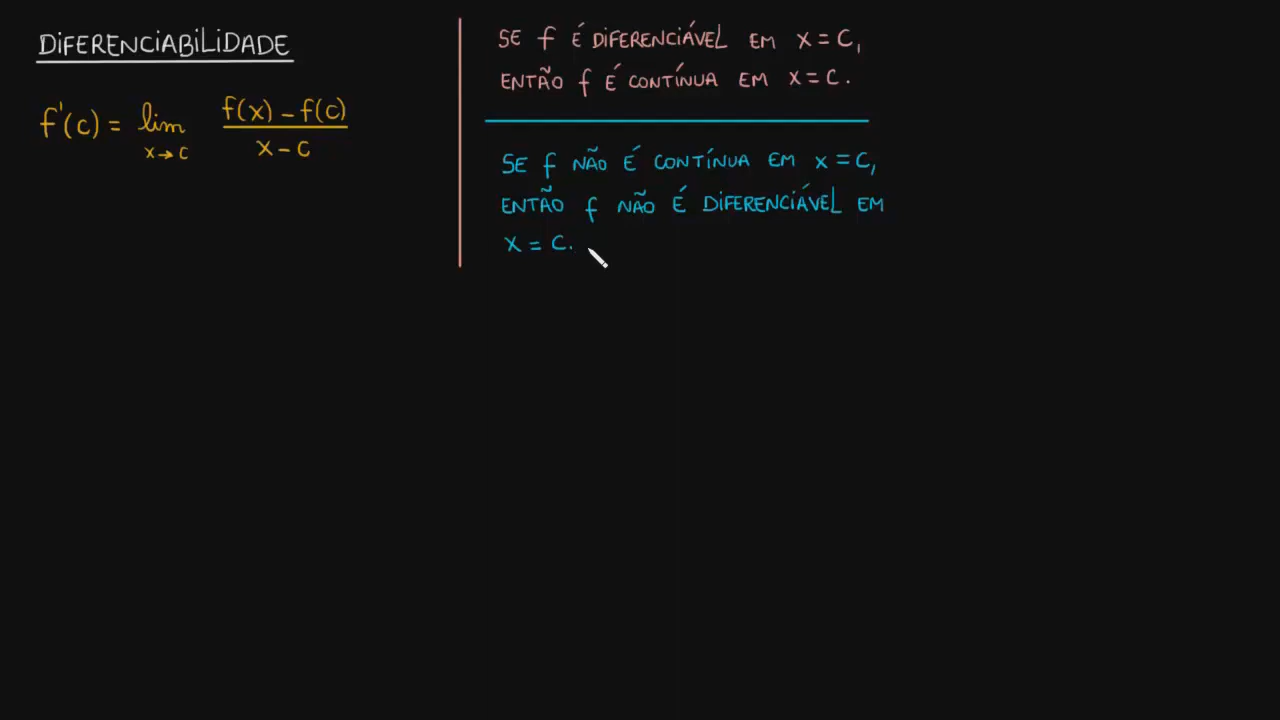 DIFERENCIABILIDADE
f'(c) = lim x→c f(x) - f(c) / x - c
SE f É DIFERENCIÁVEL EM x = C,
ENTÃO f É CONTÍNUA EM x = C.
SE f NÃO É CONTÍNUA EM x = C,
ENTÃO f NÃO É DIFERENCIÁVEL EM
x = C.